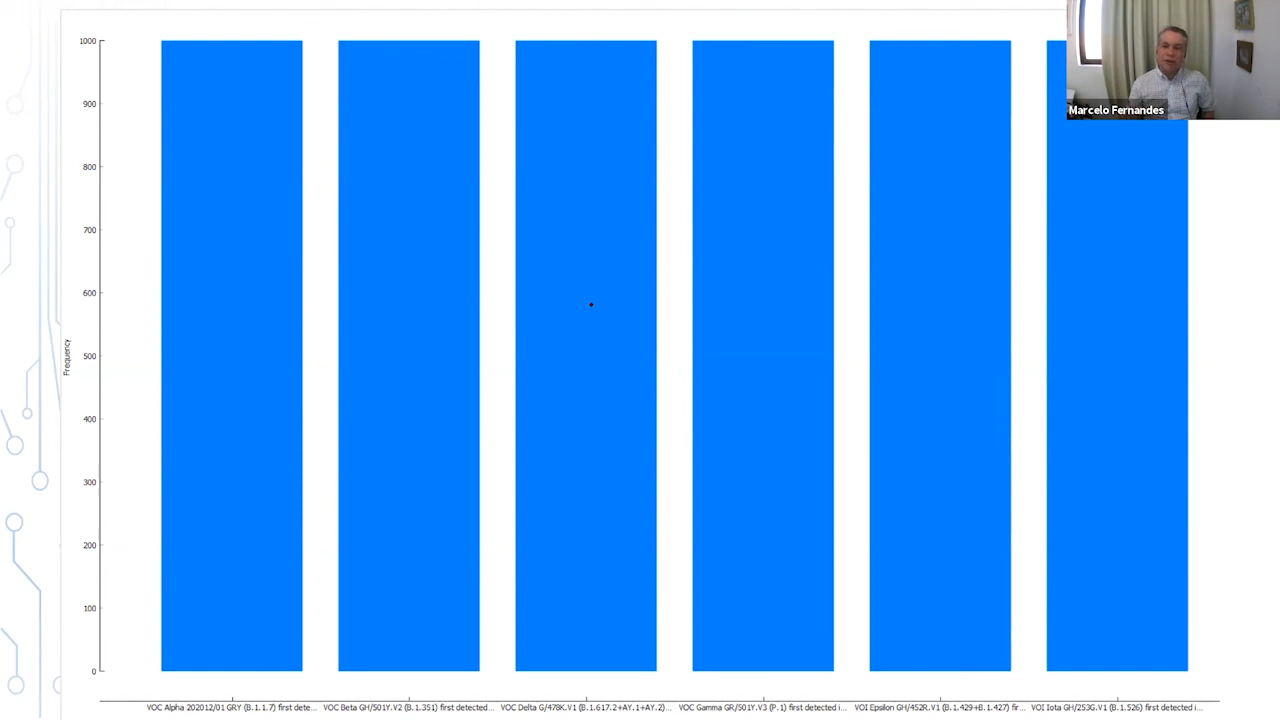 1000
900
800
700
600
500
400
300
200
100
0
Frequency
VOC Alpha 202012/01 GRY (B.1.1.7) first dete...
VOC Beta GH/501Y.V2 (B.1.351) first detected...
VOC Delta G/478K.V1 (B.1.617.2+AY.1+AY.2)...
VOC Gamma GR/501Y.V3 (P.1) first detected i...
VOI Epsilon GH/452R.V1 (B.1.429+B.1.427) fir...
VOI Iota GH/253G.V1 (B.1.526) first detected i...
Marcelo Fernandes